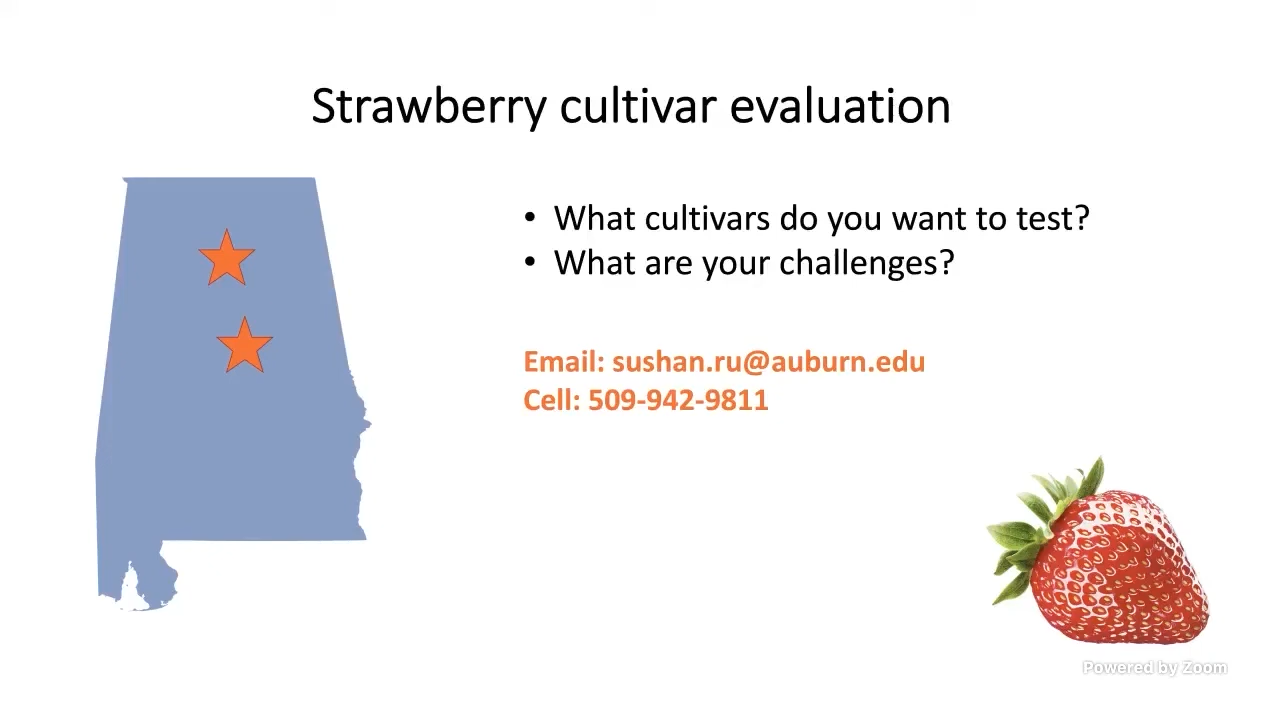 Strawberry cultivar evaluation
• What cultivars do you want to test?
• What are your challenges?
Email: sushan.ru@auburn.edu
Cell: 509-942-9811
Powered by Zoom